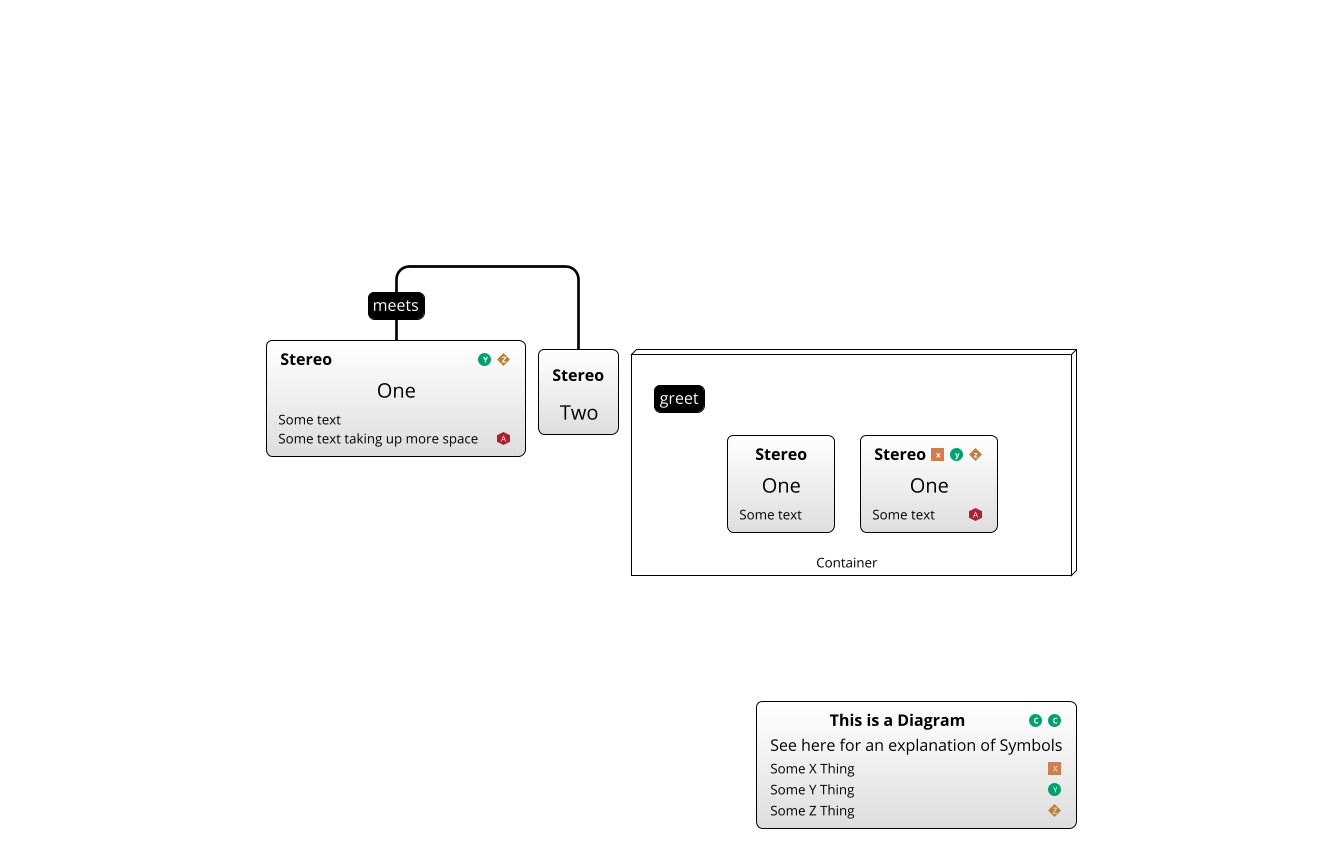 meets
Stereo Y Z
One
Some text
Some text taking up more space A
Stereo
Two
greet
Stereo
One
Some text
Stereo x y z
One
Some text A
Container
This is a Diagram C C
See here for an explanation of Symbols
Some X Thing X
Some Y Thing Y
Some Z Thing Z